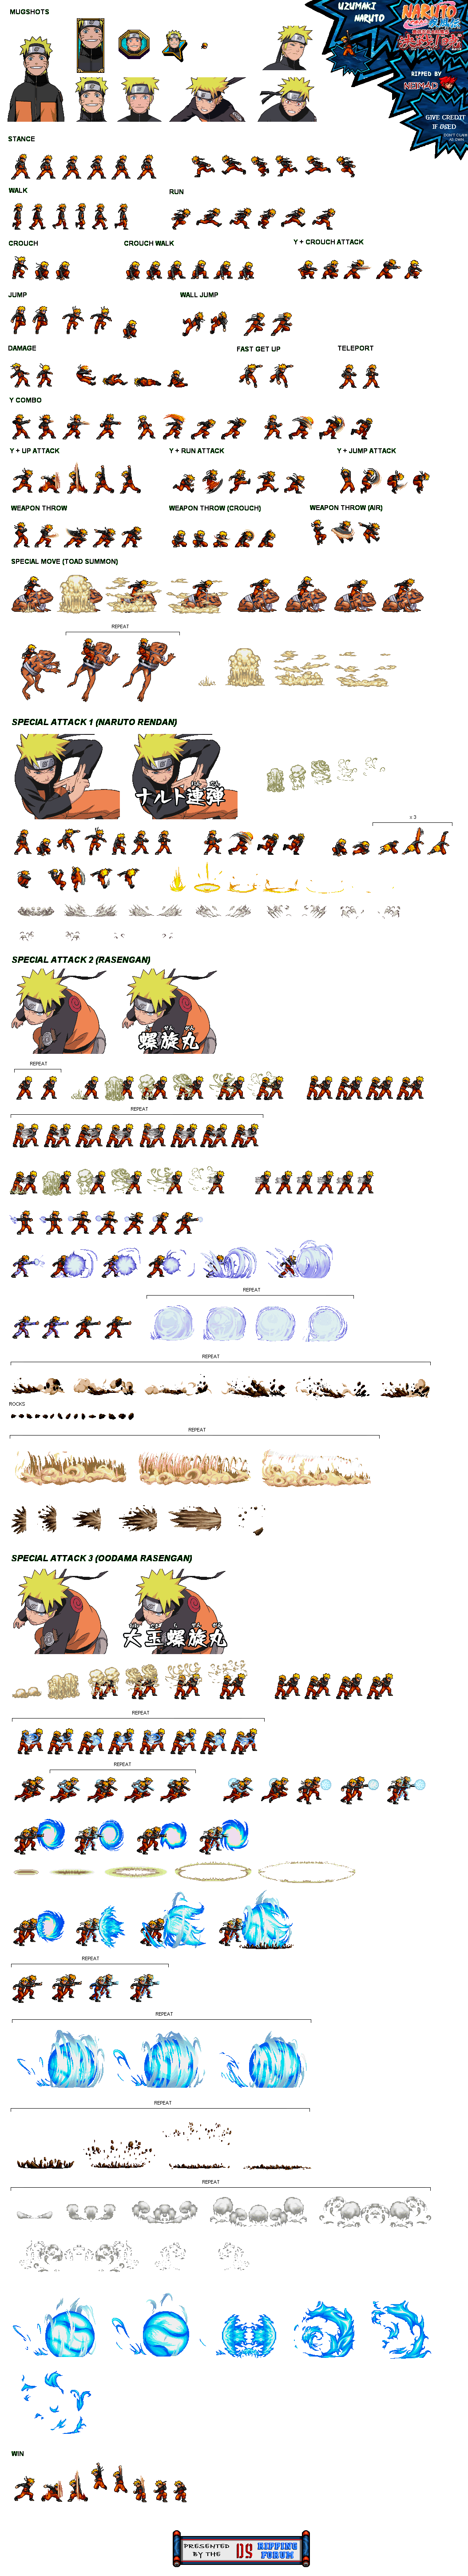 MUGSHOTS
UZUMAKI
NARUTO
NARUTO
RIPPED BY
GIVE CREDIT
IF USED
STANCE
WALK
RUN
CROUCH
CROUCH WALK
Y + CROUCH ATTACK
JUMP
WALL JUMP
DAMAGE
FAST GET UP
TELEPORT
Y COMBO
Y + UP ATTACK
Y + RUN ATTACK
Y + JUMP ATTACK
WEAPON THROW
WEAPON THROW (CROUCH)
WEAPON THROW (AIR)
SPECIAL MOVE (TOAD SUMMON)
REPEAT
SPECIAL ATTACK 1 (NARUTO RENDAN)
ナルト連弾
x 3
SPECIAL ATTACK 2 (RASENGAN)
螺旋丸
REPEAT
REPEAT
REPEAT
REPEAT
ROCKS
REPEAT
SPECIAL ATTACK 3 (OODAMA RASENGAN)
大玉螺旋丸
REPEAT
REPEAT
REPEAT
REPEAT
REPEAT
REPEAT
WIN
PRESENTED
BY THE
DS
RIPPING
FORUM